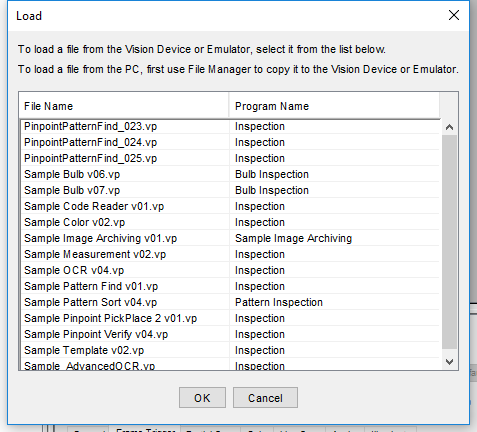 Load
To load a file from the Vision Device or Emulator, select it from the list below.
To load a file from the PC, first use File Manager to copy it to the Vision Device or Emulator.
File Name Program Name
PinpointPatternFind_023.vp Inspection
PinpointPatternFind_024.vp Inspection
PinpointPatternFind_025.vp Inspection
Sample Bulb v06.vp Bulb Inspection
Sample Bulb v07.vp Bulb Inspection
Sample Code Reader v01.vp Inspection
Sample Color v02.vp Inspection
Sample Image Archiving v01.vp Sample Image Archiving
Sample Measurement v02.vp Inspection
Sample OCR v04.vp Inspection
Sample Pattern Find v01.vp Inspection
Sample Pattern Sort v04.vp Pattern Inspection
Sample Pinpoint PickPlace 2 v01.vp Inspection
Sample Pinpoint Verify v04.vp Inspection
Sample Template v02.vp Inspection
Sample_AdvancedOCR.vp Inspection
OK Cancel
Frame Trigger